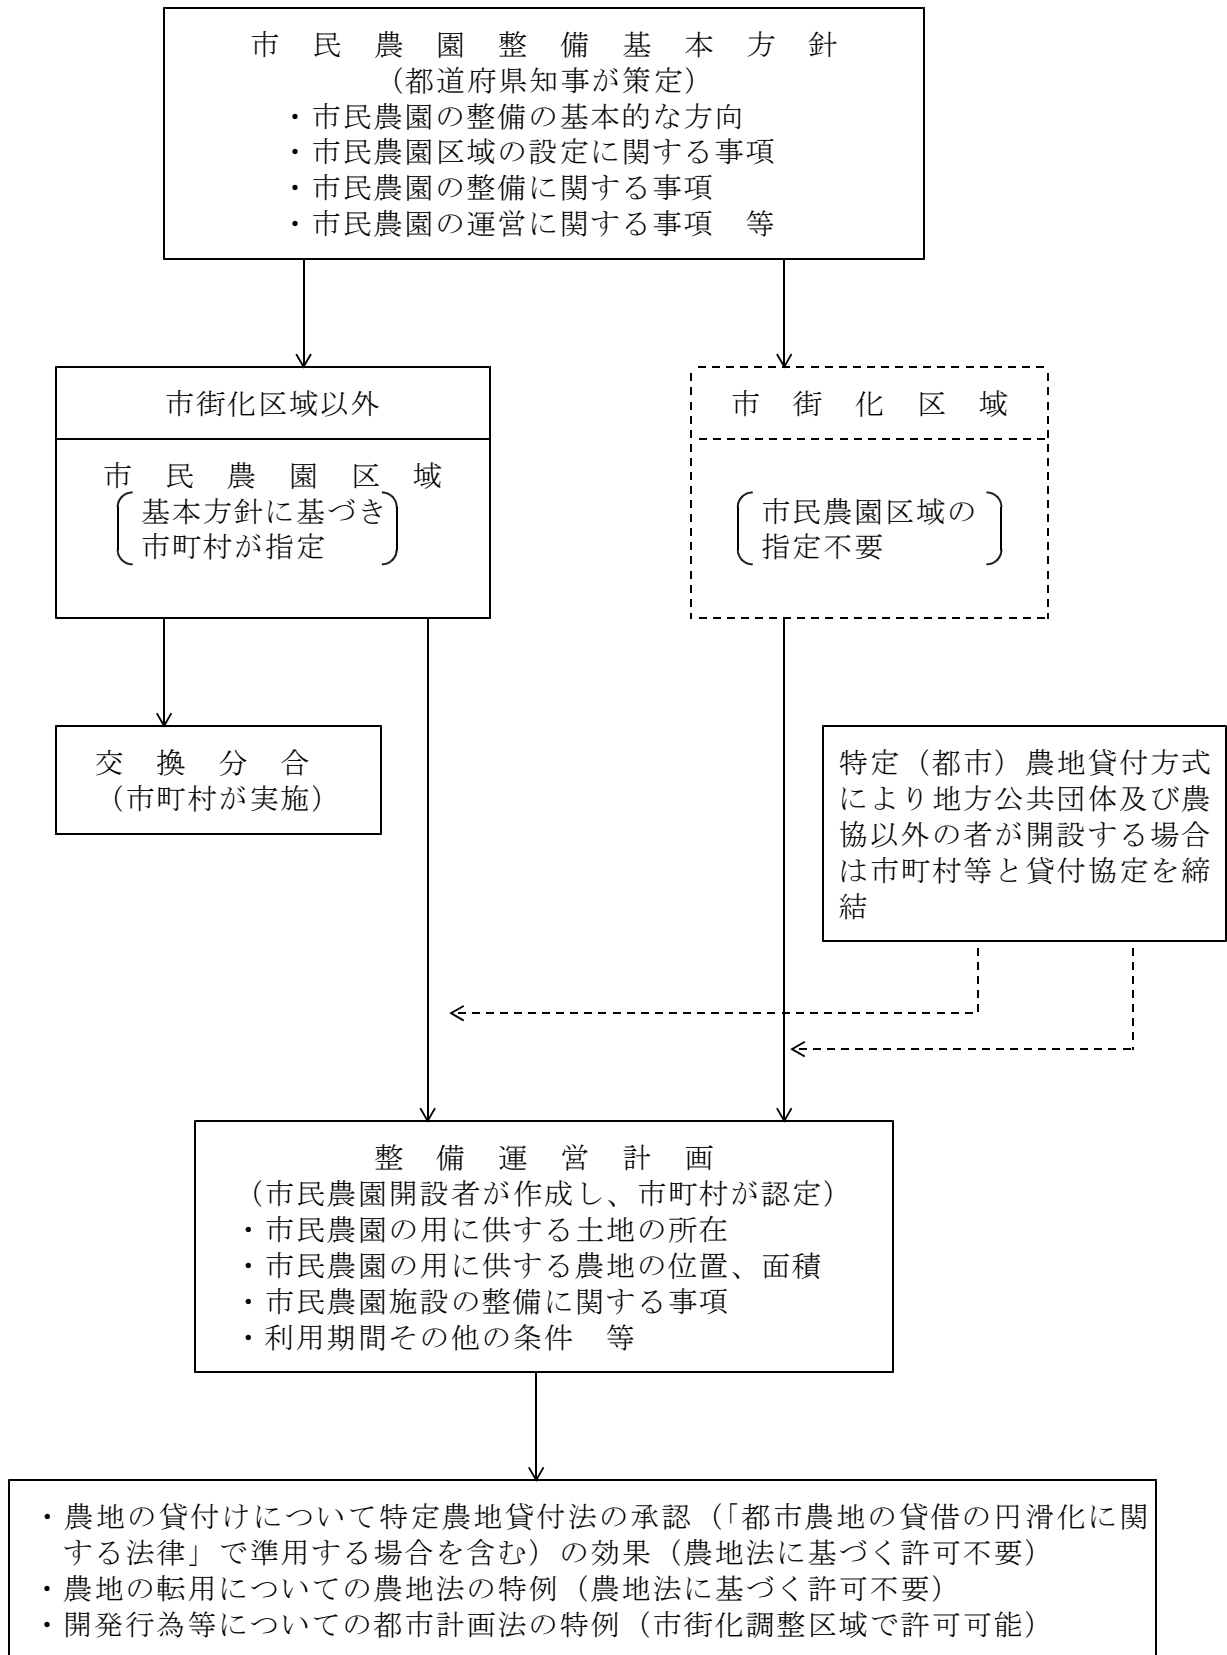 市　民　農　園　整　備　基　本　方　針
（都道府県知事が策定）
・市民農園の整備の基本的な方向
・市民農園区域の設定に関する事項
・市民農園の整備に関する事項
・市民農園の運営に関する事項　等
市街化区域以外
市　民　農　園　区　域
基本方針に基づき
市町村が指定
市　街　化　区　域
市民農園区域の
指定不要
交　換　分　合
（市町村が実施）
特定（都市）農地貸付方式
により地方公共団体及び農
協以外の者が開設する場合
は市町村等と貸付協定を締
結
整　備　運　営　計　画
（市民農園開設者が作成し、市町村が認定）
・市民農園の用に供する土地の所在
・市民農園の用に供する農地の位置、面積
・市民農園施設の整備に関する事項
・利用期間その他の条件　等
・農地の貸付けについて特定農地貸付法の承認（「都市農地の貸借の円滑化に関
する法律」で準用する場合を含む）の効果（農地法に基づく許可不要）
・農地の転用についての農地法の特例（農地法に基づく許可不要）
・開発行為等についての都市計画法の特例（市街化調整区域で許可可能）